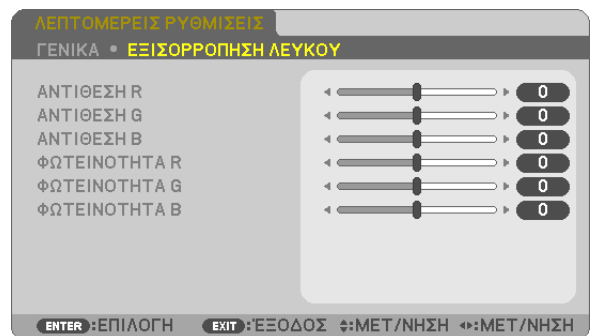 ΛΕΠΤΟΜΕΡΕΙΣ ΡΥΘΜΙΣΕΙΣ
ΓΕΝΙΚΑ • ΕΞΙΣΟΡΡΟΠΗΣΗ ΛΕΥΚΟΥ
ΑΝΤΙΘΕΣΗ R 0
ΑΝΤΙΘΕΣΗ G 0
ΑΝΤΙΘΕΣΗ B 0
ΦΩΤΕΙΝΟΤΗΤΑ R 0
ΦΩΤΕΙΝΟΤΗΤΑ G 0
ΦΩΤΕΙΝΟΤΗΤΑ B 0
ENTER :ΕΠΙΛΟΓΗ EXIT :ΈΞΟΔΟΣ :ΜΕΤ/ΝΗΣΗ :ΜΕΤ/ΝΗΣΗ